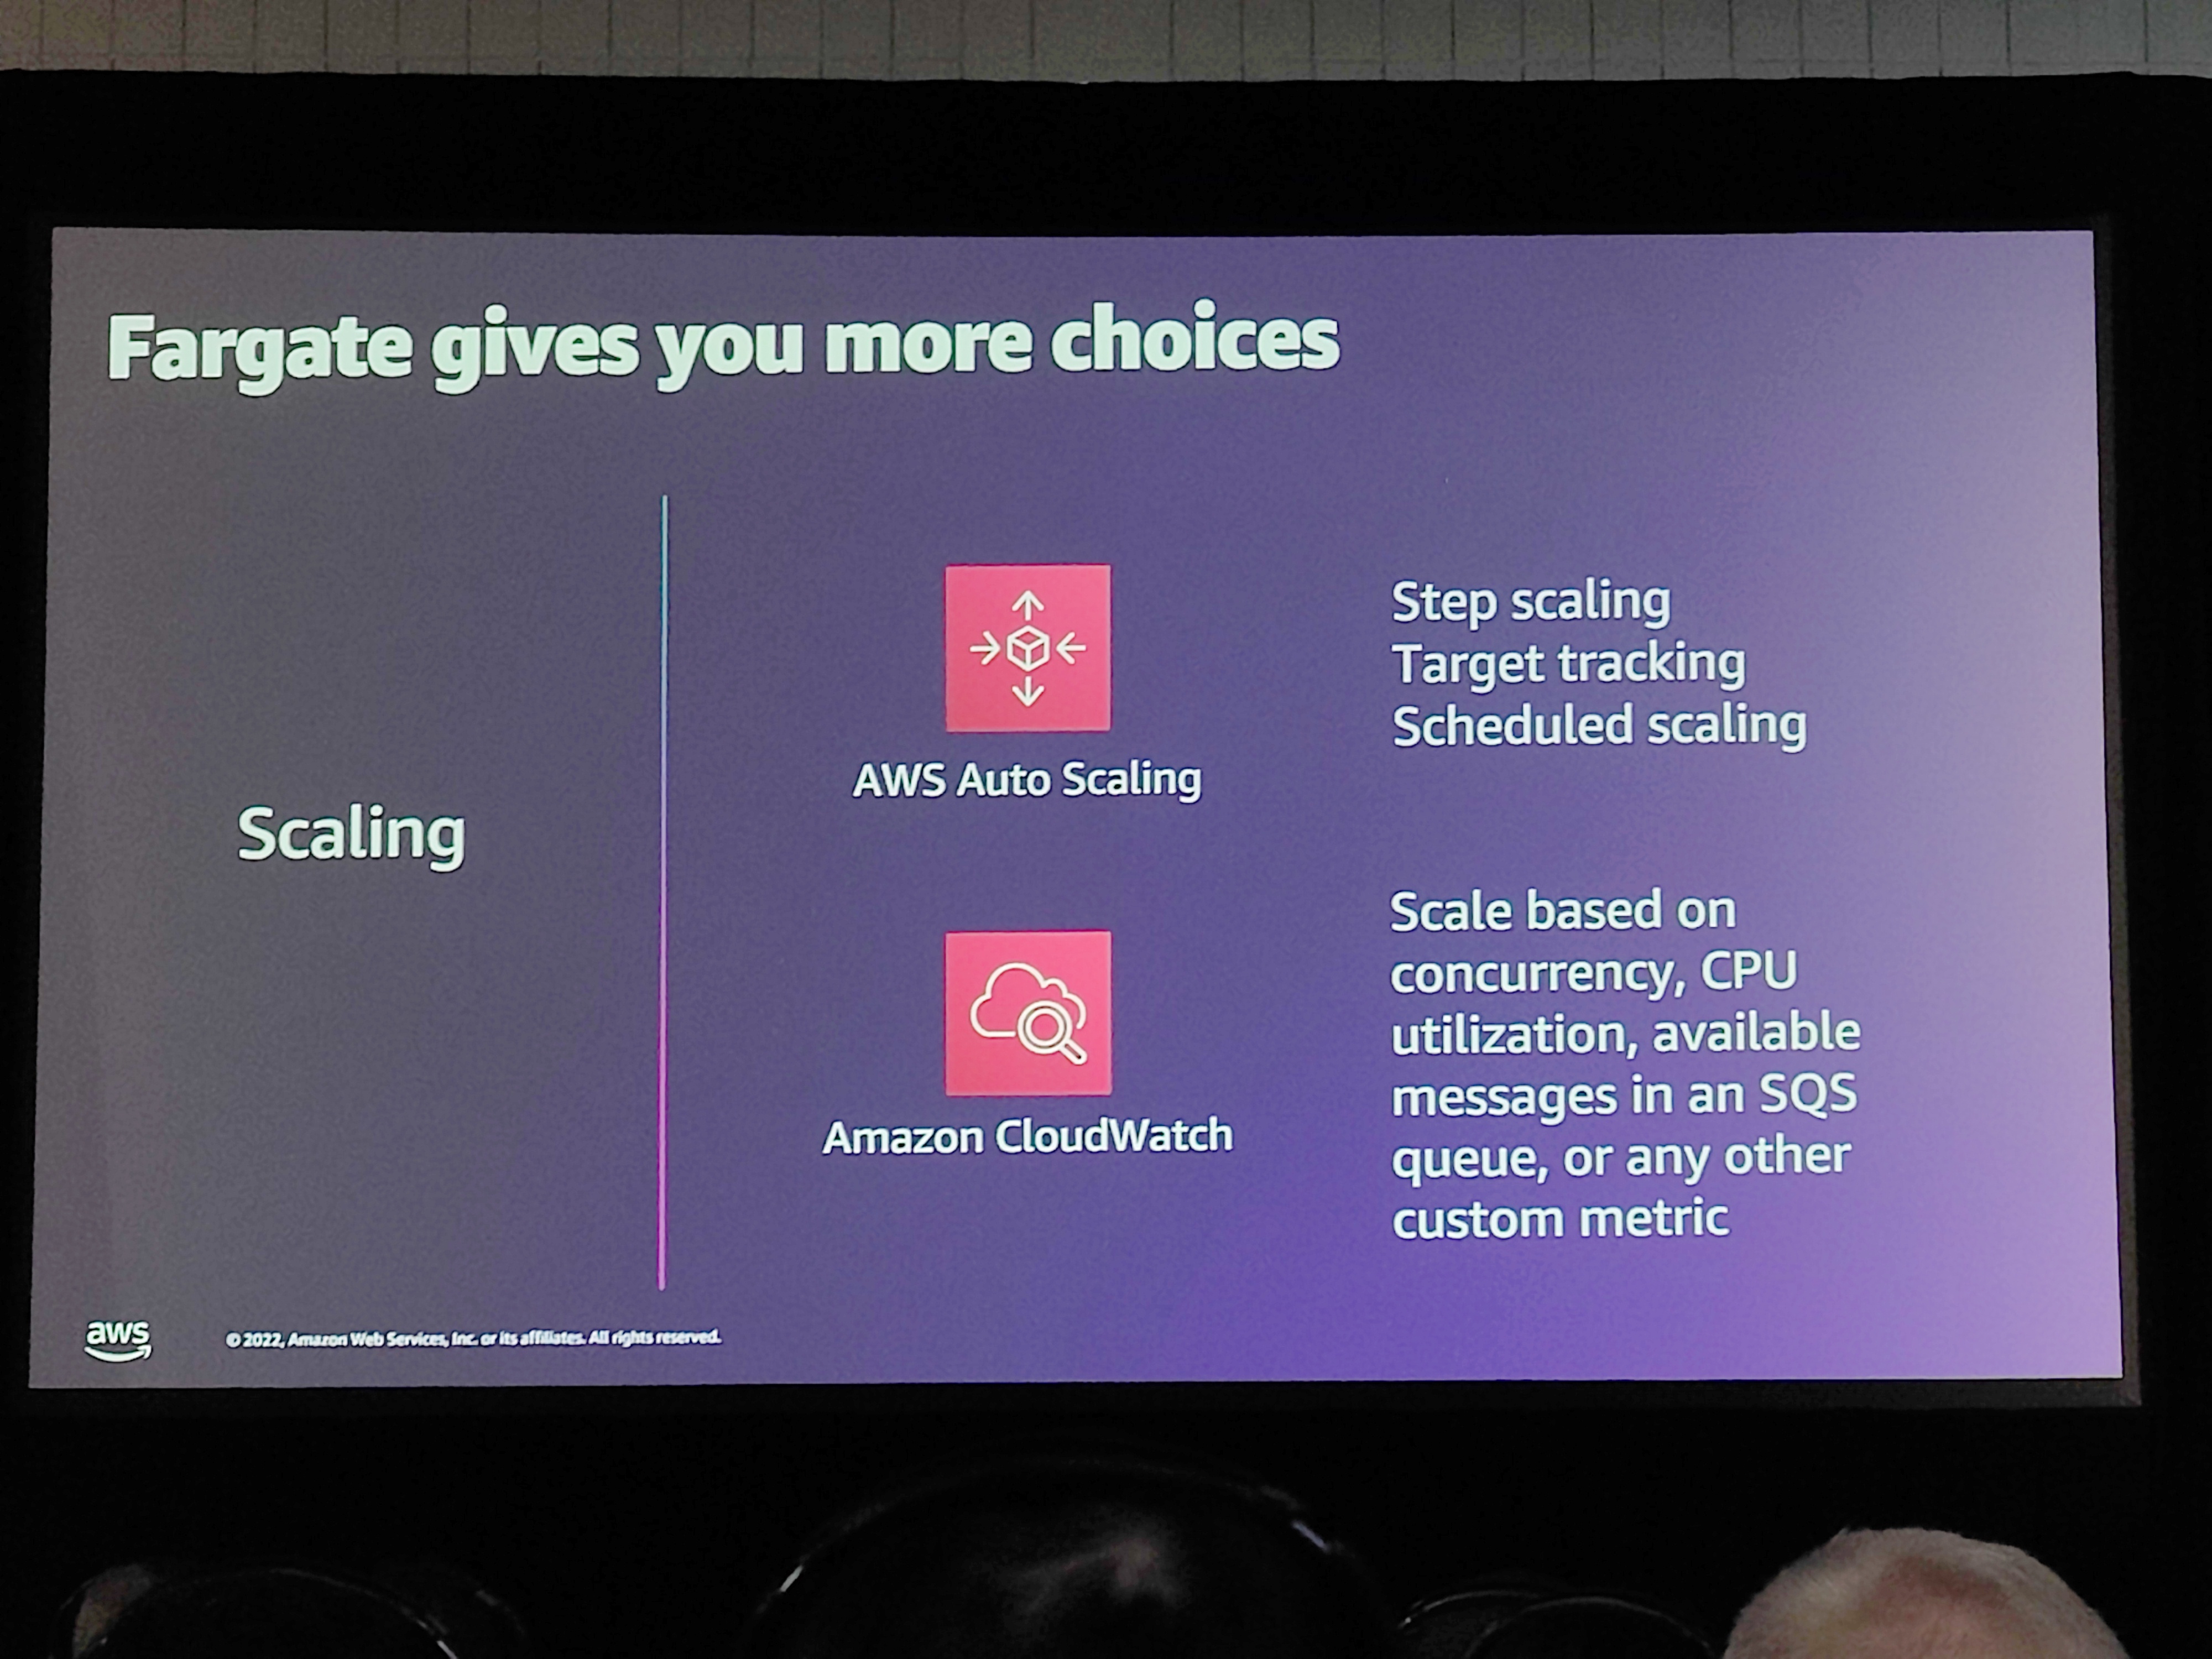 Fargate gives you more choices
Scaling
AWS Auto Scaling
Step scaling
Target tracking
Scheduled scaling
Amazon CloudWatch
Scale based on
concurrency, CPU
utilization, available
messages in an SQS
queue, or any other
custom metric
aws
© 2022, Amazon Web Services, Inc. or its affiliates. All rights reserved.